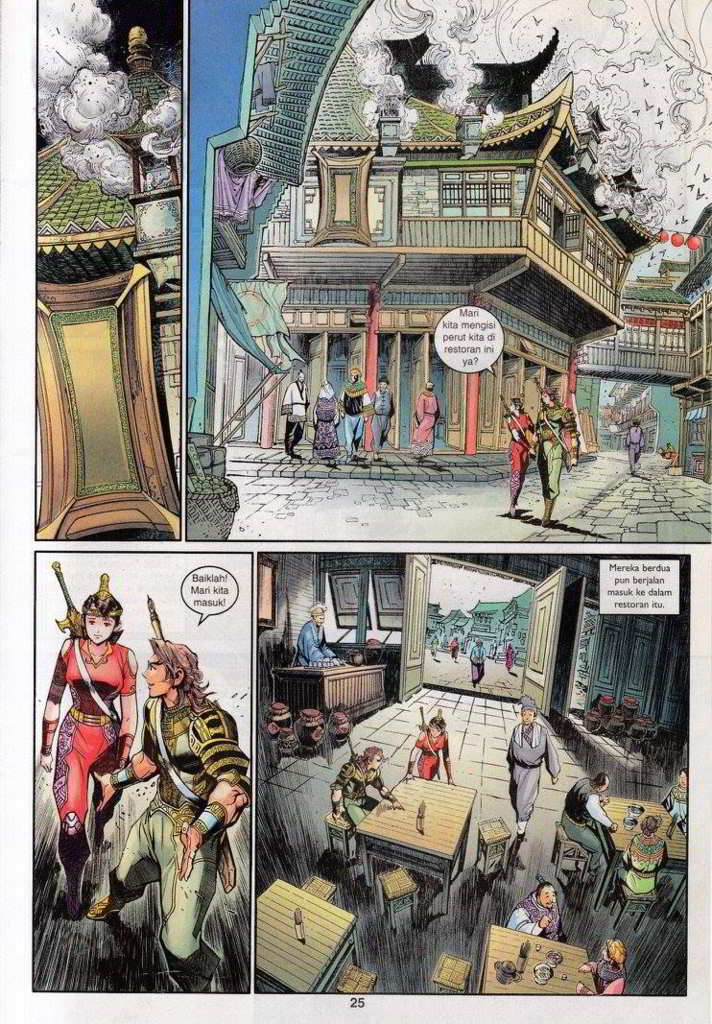 Mari
kita mengisi
perut kita di
restoran ini
ya?
Baiklah!
Mari kita
masuk!
Mereka berdua
pun berjalan
masuk ke dalam
restoran itu.
25